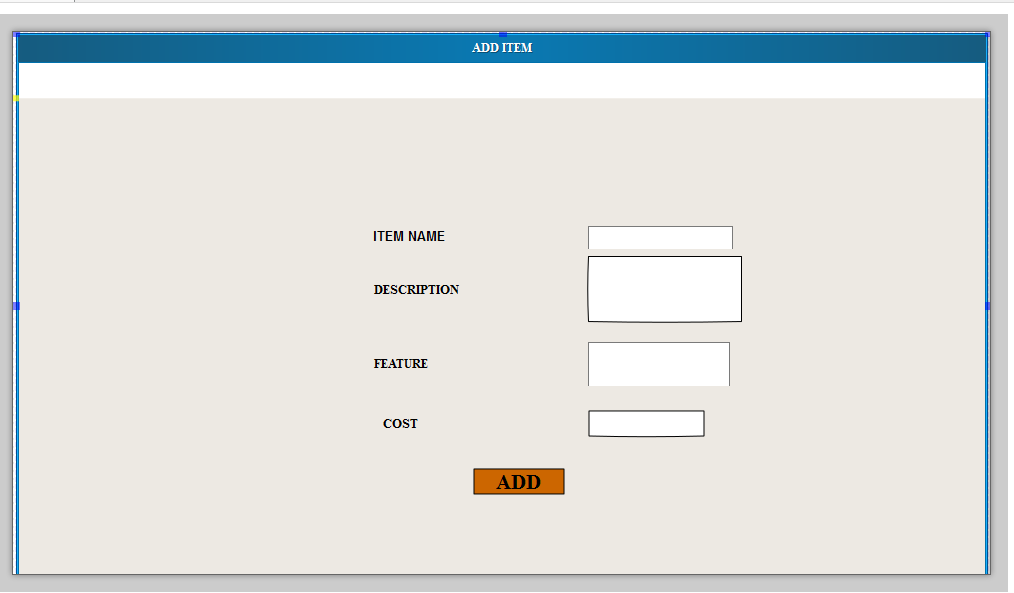 ADD ITEM
ITEM NAME
DESCRIPTION
FEATURE
COST
ADD